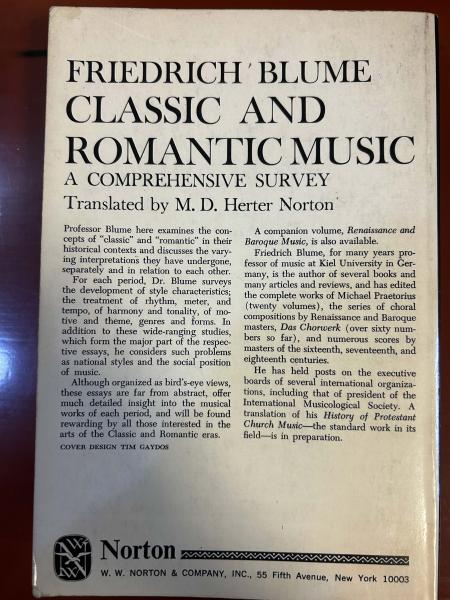 FRIEDRICH BLUME
CLASSIC AND
ROMANTIC MUSIC
A COMPREHENSIVE SURVEY
Translated by M. D. Herter Norton
Professor Blume here examines the con-
cepts of “classic” and “romantic” in their
historical contexts and discusses the vary-
ing interpretations they have undergone,
separately and in relation to each other.
For each period, Dr. Blume surveys
the development of style characteristics;
the treatment of rhythm, meter, and
tempo, of harmony and tonality, of mo-
tive and theme, genres and forms. In
addition to these wide-ranging studies,
which form the major part of the respec-
tive essays, he considers such problems
as national styles and the social position
of music.
Although organized as bird's-eye views,
these essays are far from abstract, offer
much detailed insight into the musical
works of each period, and will be found
rewarding by all those interested in the
arts of the Classic and Romantic eras.
COVER DESIGN TIM GAYDOS
A companion volume, Renaissance and
Baroque Music, is also available.
Friedrich Blume, for many years pro-
fessor of music at Kiel University in Ger-
many, is the author of several books and
many articles and reviews, and has edited
the complete works of Michael Praetorius
(twenty volumes), the series of choral
compositions by Renaissance and Baroque
masters, Das Chorwerk (over sixty num-
bers so far), and numerous scores by
masters of the sixteenth, seventeenth, and
eighteenth centuries.
He has held posts on the executive
boards of several international organiza-
tions, including that of president of the
International Musicological Society. A
translation of his History of Protestant
Church Music—the standard work in its
field—is in preparation.
Norton
W. W. NORTON & COMPANY, INC., 55 Fifth Avenue, New York 10003